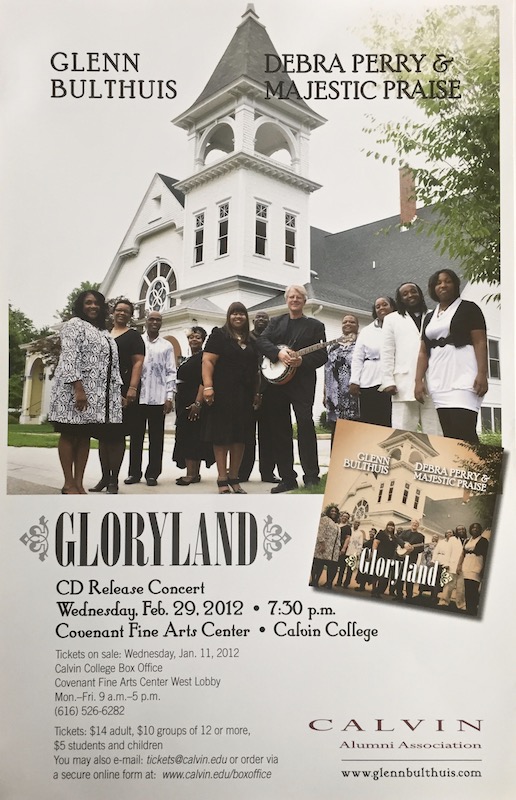 GLENN
BULTHUIS
DEBRA PERRY &
MAJESTIC PRAISE
GLENN
BULTHUIS
DEBRA PERRY &
MAJESTIC PRAISE
Gloryland
GLORYLAND
CD Release Concert
Wednesday, Feb. 29, 2012 • 7:30 p.m.
Covenant Fine Arts Center • Calvin College
Tickets on sale: Wednesday, Jan. 11, 2012
Calvin College Box Office
Covenant Fine Arts Center West Lobby
Mon.–Fri. 9 a.m.–5 p.m.
(616) 526-6282
Tickets: $14 adult, $10 groups of 12 or more,
$5 students and children
You may also e-mail: tickets@calvin.edu or order via
a secure online form at: www.calvin.edu/boxoffice
CALVIN
Alumni Association
www.glennbulthuis.com